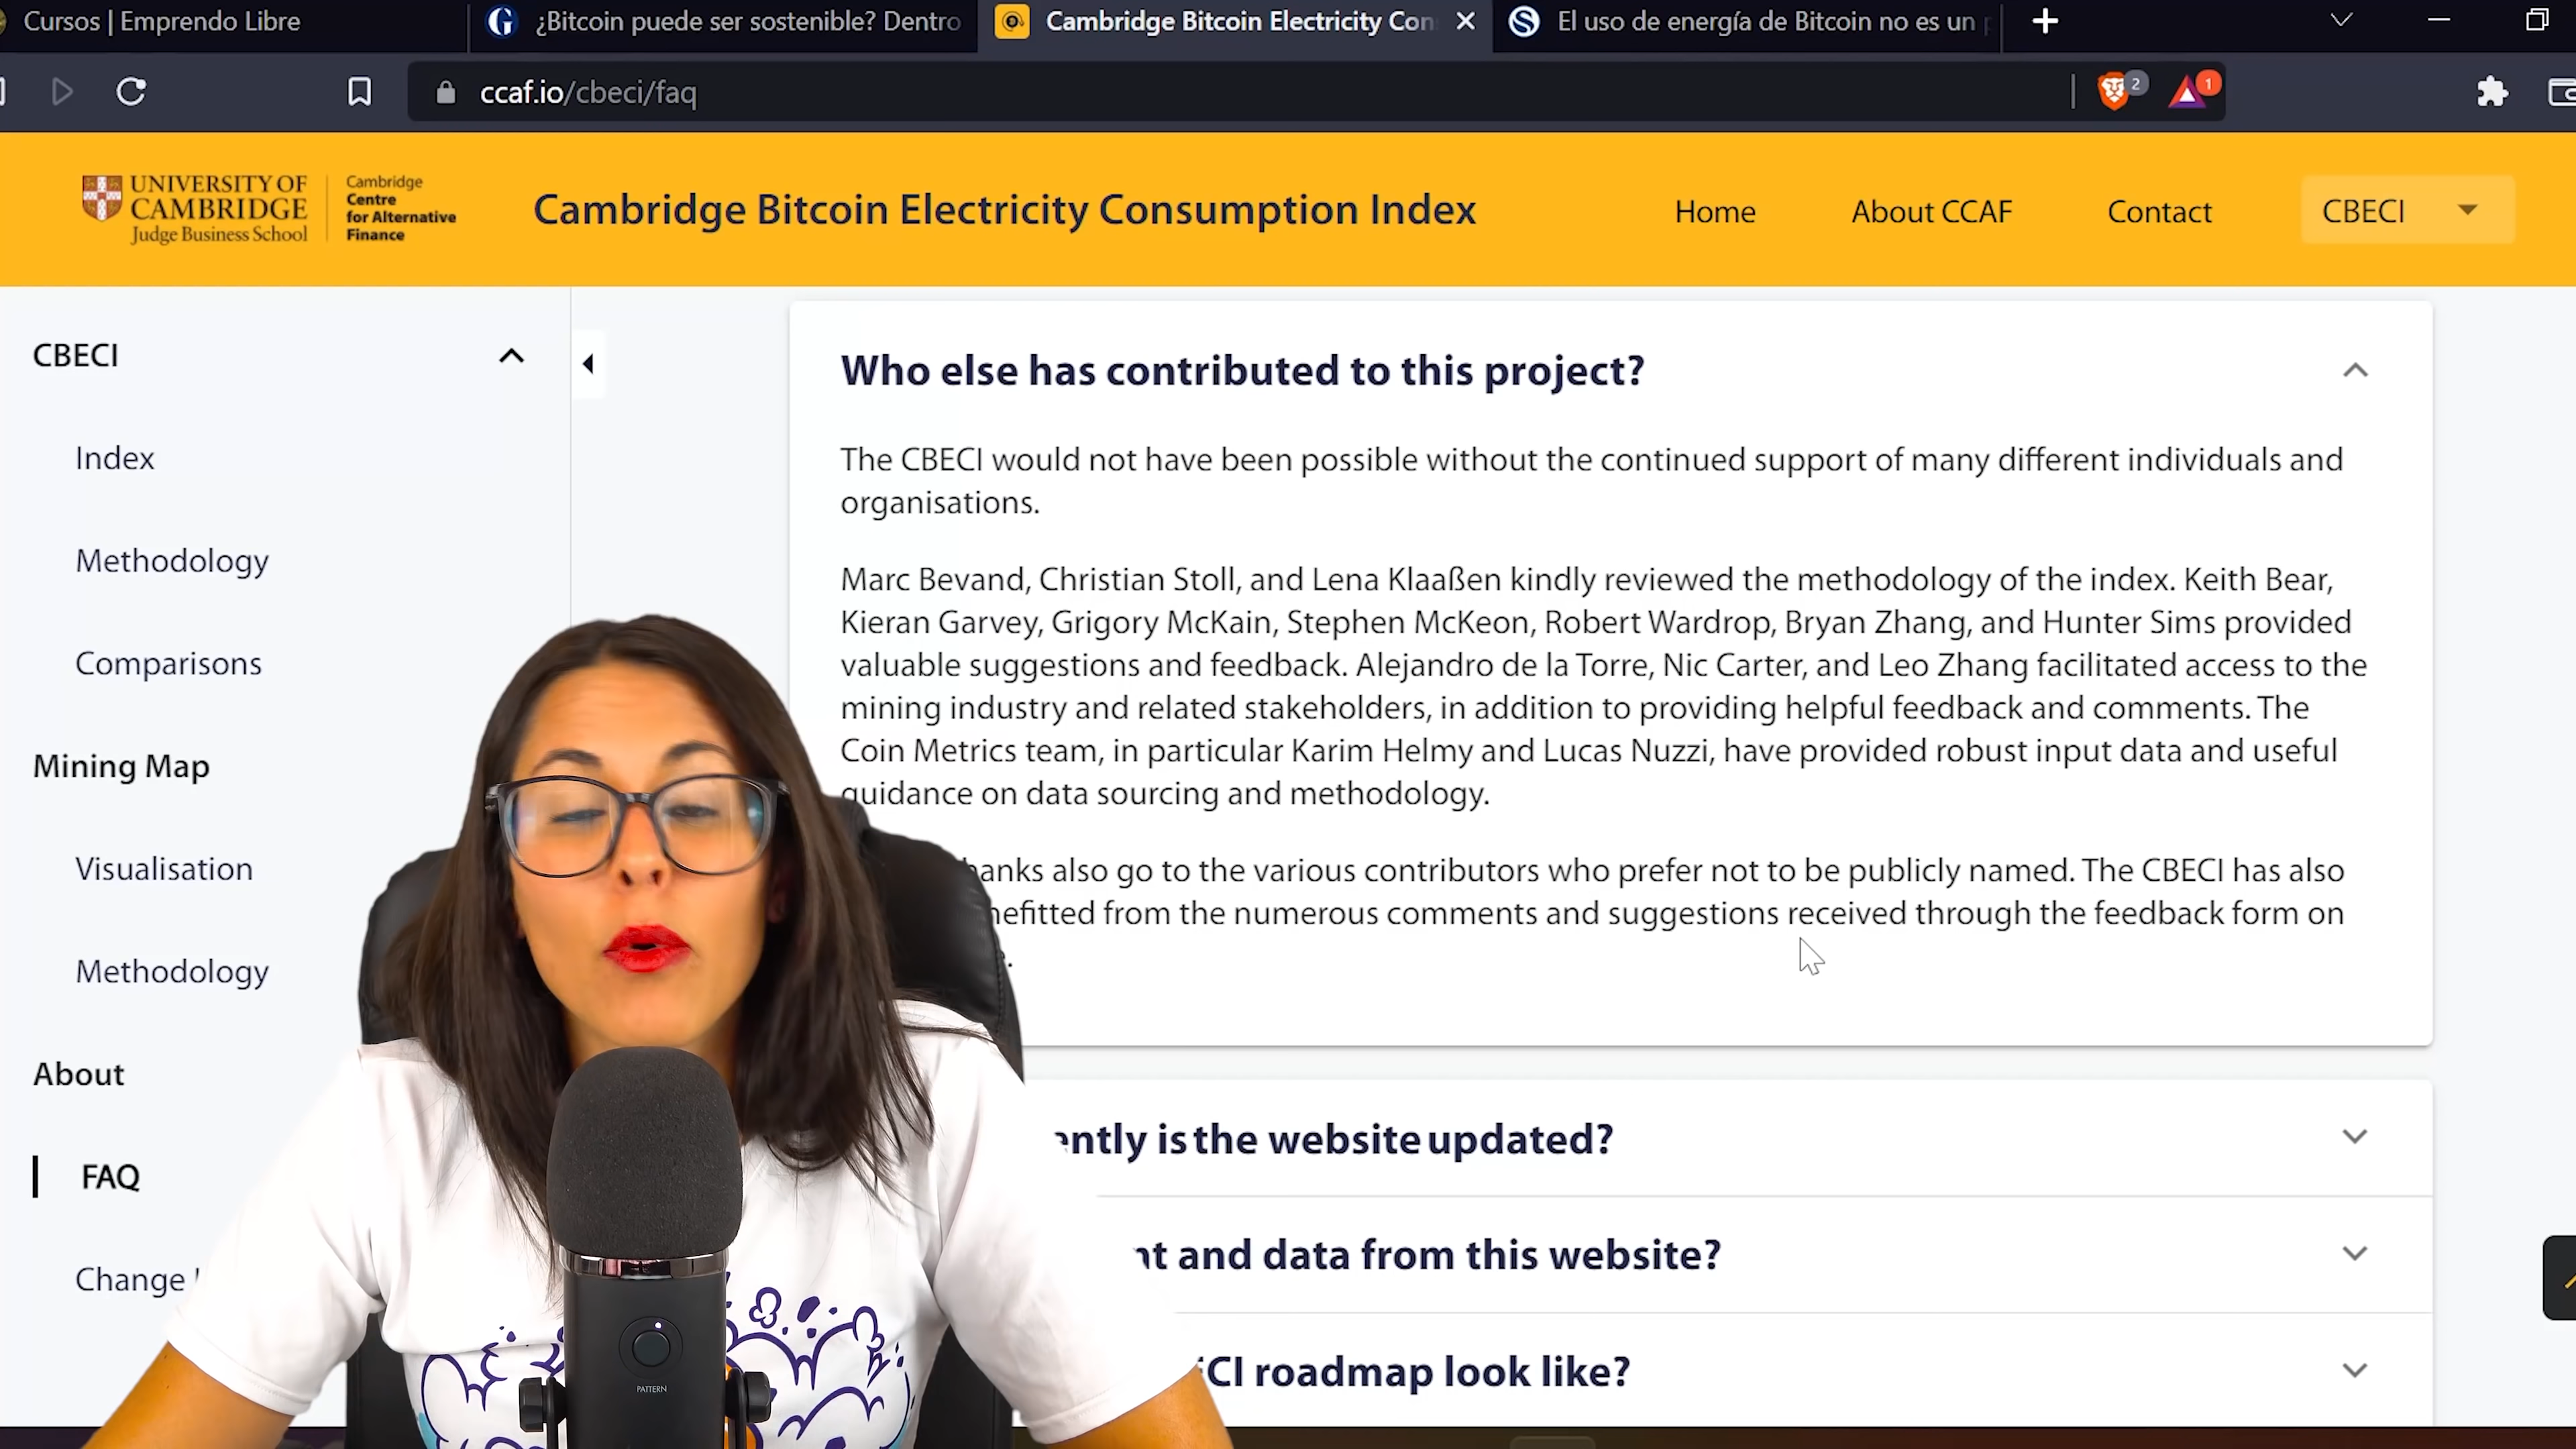 Cursos | Emprendo Libre
¿Bitcoin puede ser sostenible? Dentro
Cambridge Bitcoin Electricity Con
El uso de energía de Bitcoin no es un
ccaf.io/cbeci/faq
2
1
UNIVERSITY OF
CAMBRIDGE
Judge Business School
Cambridge
Centre
for Alternative
Finance
Cambridge Bitcoin Electricity Consumption Index
Home
About CCAF
Contact
CBECI
CBECI
Index
Methodology
Comparisons
Mining Map
Visualisation
Methodology
About
FAQ
Change
Who else has contributed to this project?
The CBECI would not have been possible without the continued support of many different individuals and
organisations.
Marc Bevand, Christian Stoll, and Lena Klaaßen kindly reviewed the methodology of the index. Keith Bear,
Kieran Garvey, Grigory McKain, Stephen McKeon, Robert Wardrop, Bryan Zhang, and Hunter Sims provided
valuable suggestions and feedback. Alejandro de la Torre, Nic Carter, and Leo Zhang facilitated access to the
mining industry and related stakeholders, in addition to providing helpful feedback and comments. The
Coin Metrics team, in particular Karim Helmy and Lucas Nuzzi, have provided robust input data and useful
guidance on data sourcing and methodology.
hanks also go to the various contributors who prefer not to be publicly named. The CBECI has also
nefitted from the numerous comments and suggestions received through the feedback form on
ently is the website updated?
nt and data from this website?
CI roadmap look like?
PATTERN